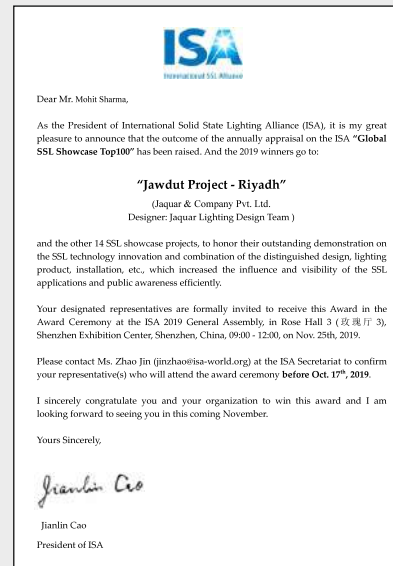 ISA
International SSL Alliance
Dear Mr. Mohit Sharma,
As the President of International Solid State Lighting Alliance (ISA), it is my great
pleasure to announce that the outcome of the annually appraisal on the ISA “Global
SSL Showcase Top100” has been raised. And the 2019 winners go to:
“Jawdut Project - Riyadh”
(Jaquar & Company Pvt. Ltd.
Designer: Jaquar Lighting Design Team )
and the other 14 SSL showcase projects, to honor their outstanding demonstration on
the SSL technology innovation and combination of the distinguished design, lighting
product, installation, etc., which increased the influence and visibility of the SSL
applications and public awareness efficiently.
Your designated representatives are formally invited to receive this Award in the
Award Ceremony at the ISA 2019 General Assembly, in Rose Hall 3 (玫瑰厅 3),
Shenzhen Exhibition Center, Shenzhen, China, 09:00 - 12:00, on Nov. 25th, 2019.
Please contact Ms. Zhao Jin (jinzhao@isa-world.org) at the ISA Secretariat to confirm
your representative(s) who will attend the award ceremony before Oct. 17th, 2019.
I sincerely congratulate you and your organization to win this award and I am
looking forward to seeing you in this coming November.
Yours Sincerely,
Jianlin Cao
Jianlin Cao
President of ISA